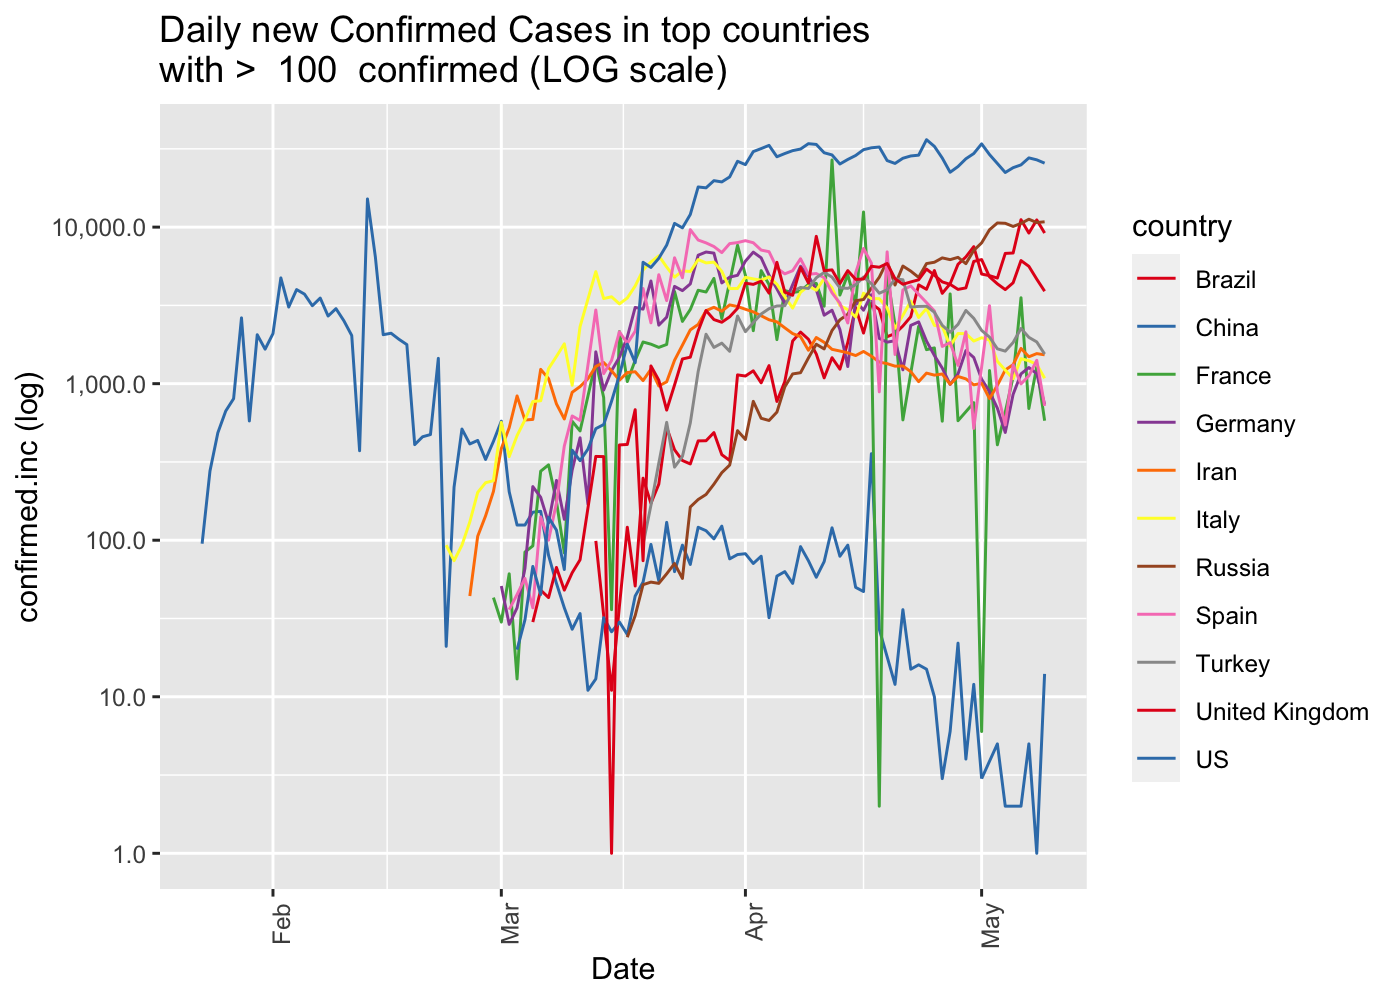 Daily new Confirmed Cases in top countries
with >  100  confirmed (LOG scale)
confirmed.inc (log)
10,000.0
1,000.0
100.0
10.0
1.0
Feb
Mar
Apr
May
Date
country
Brazil
China
France
Germany
Iran
Italy
Russia
Spain
Turkey
United Kingdom
US